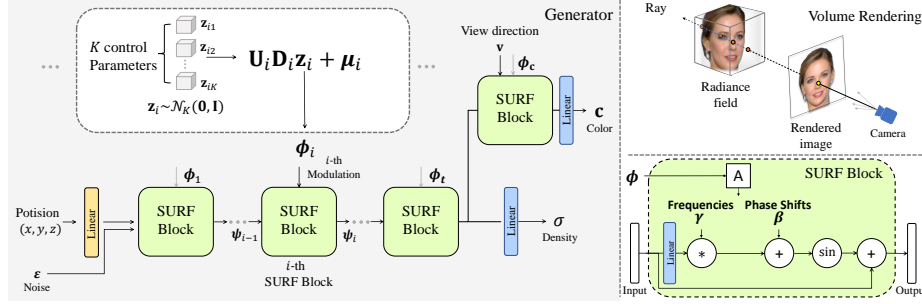 Generator
K control
Parameters
z_i1
z_i2
z_iK
z_i~𝒩_K(0, I)
U_i D_i z_i + μ_i
ϕ_i
i-th
Modulation
View direction
v
ϕ_c
SURF
Block
Linear
c
Color
Potision
(x, y, z)
Linear
ε
Noise
ϕ_1
SURF
Block
ψ_i−1
SURF
Block
i-th
SURF Block
ψ_i
ϕ_t
SURF
Block
Linear
σ
Density
Ray
Volume Rendering
Radiance
field
Rendered
image
Camera
SURF Block
ϕ
A
Frequencies
γ
Phase Shifts
β
Linear
*
+
sin
+
Input
Output